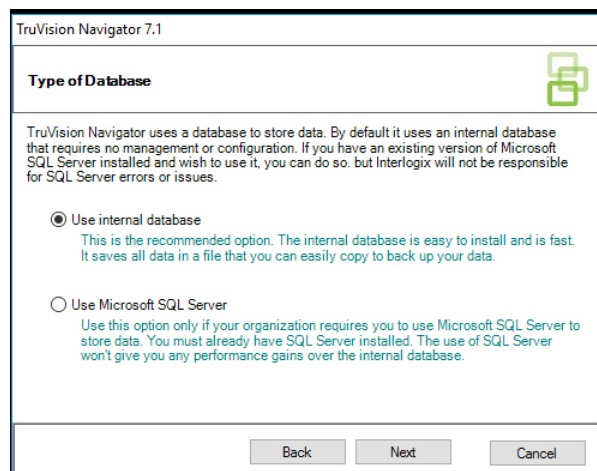 TruVision Navigator 7.1
Type of Database
TruVision Navigator uses a database to store data. By default it uses an internal database
that requires no management or configuration. If you have an existing version of Microsoft
SQL Server installed and wish to use it, you can do so. but Interlogix will not be responsible
for SQL Server errors or issues.
Use internal database
This is the recommended option. The internal database is easy to install and is fast.
It saves all data in a file that you can easily copy to back up your data.
Use Microsoft SQL Server
Use this option only if your organization requires you to use Microsoft SQL Server to
store data. You must already have SQL Server installed. The use of SQL Server
won't give you any performance gains over the internal database.
Back Next Cancel